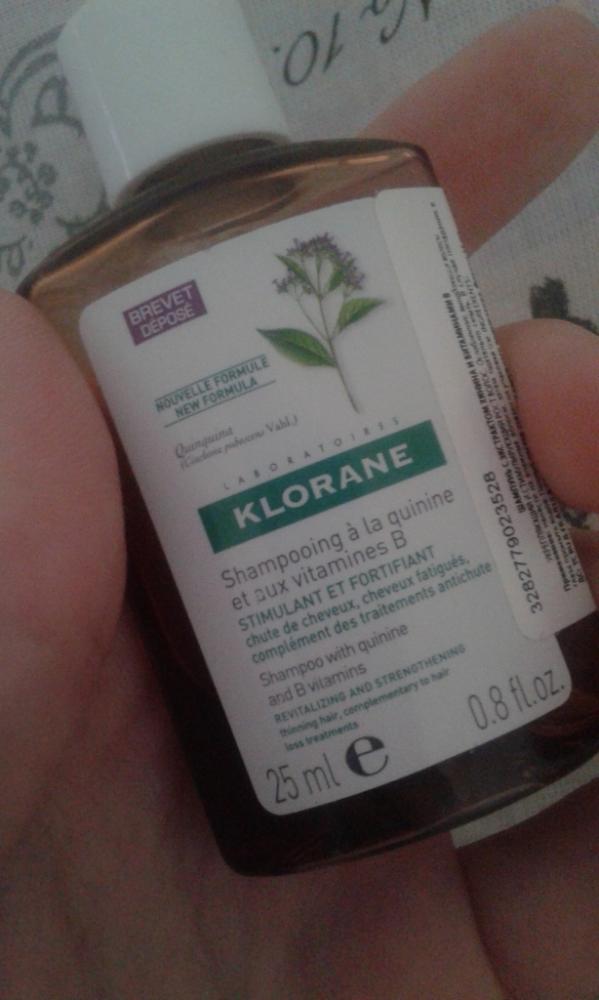 No 10.
BREVET
DÉPOSÉ
NOUVELLE FORMULE
NEW FORMULA
Quinquina
(Cinchona pubescens Vahl.)
LABORATOIRES
KLORANE
Shampooing à la quinine
et aux vitamines B
STIMULANT ET FORTIFIANT
chute de cheveux, cheveux fatigués,
complément des traitements antichute
Shampoo with quinine
and B vitamins
REVITALIZING AND STRENGTHENING
thinning hair, complementary to hair
loss treatments
25 ml e
0.8 fl.oz.
3282779023528